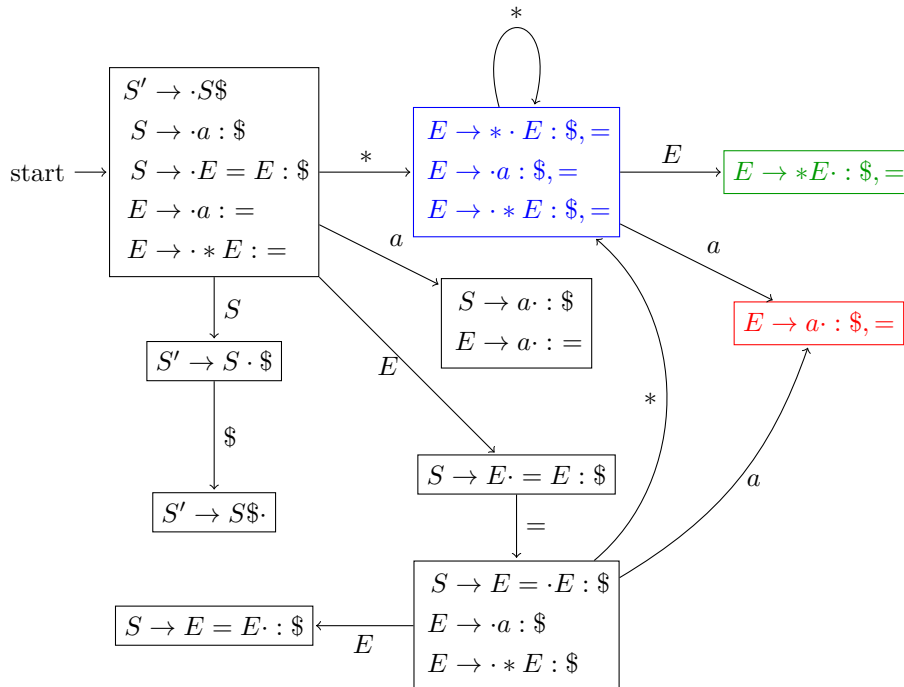 *
S′ → ·S$
S → ·a : $
S → ·E = E : $
E → ·a : =
E → · * E : =
start
*
E → * · E : $, =
E → ·a : $, =
E → · * E : $, =
E
E → *E· : $, =
a
a
S → a· : $
E → a· : =
E → a· : $, =
S
S′ → S · $
E
*
$
S → E· = E : $
a
S′ → S$·
=
S → E = ·E : $
E → ·a : $
E → · * E : $
S → E = E· : $
E